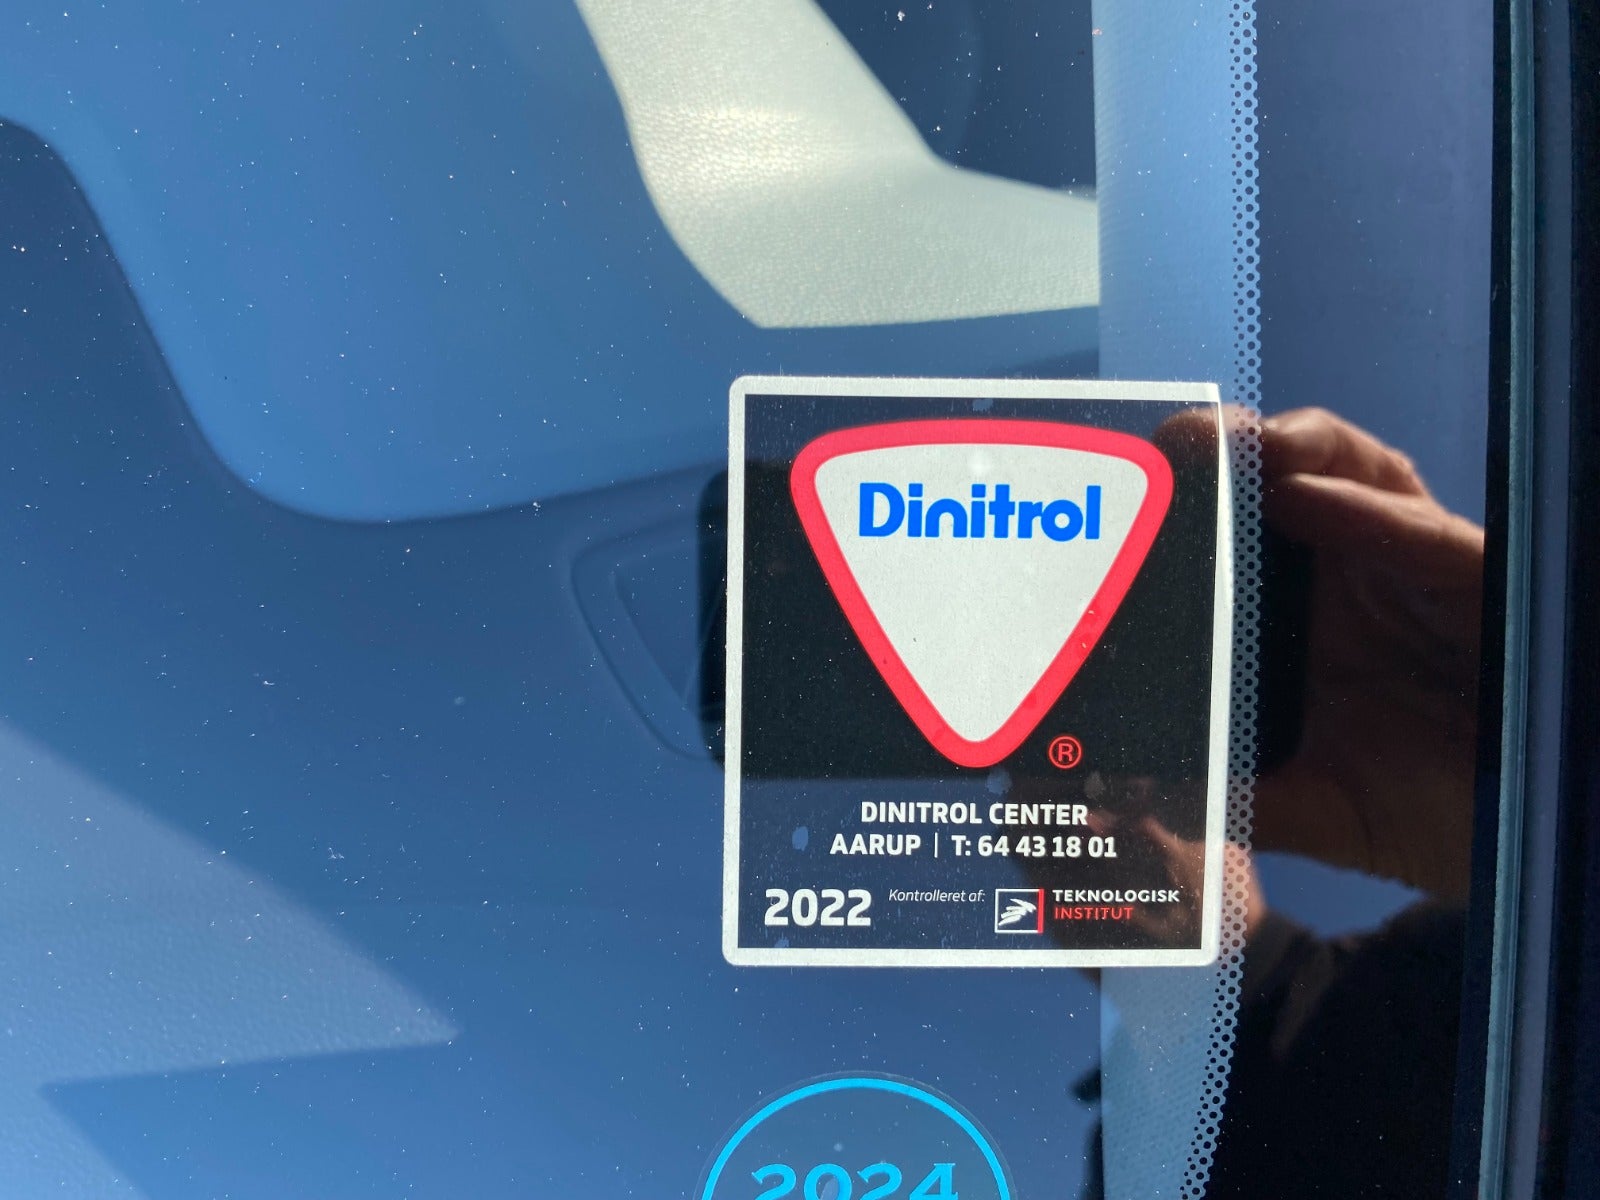 Dinitrol
®
DINITROL CENTER
AARUP | T: 64 43 18 01
2022 Kontrolleret af: TEKNOLOGISK
INSTITUT
2024